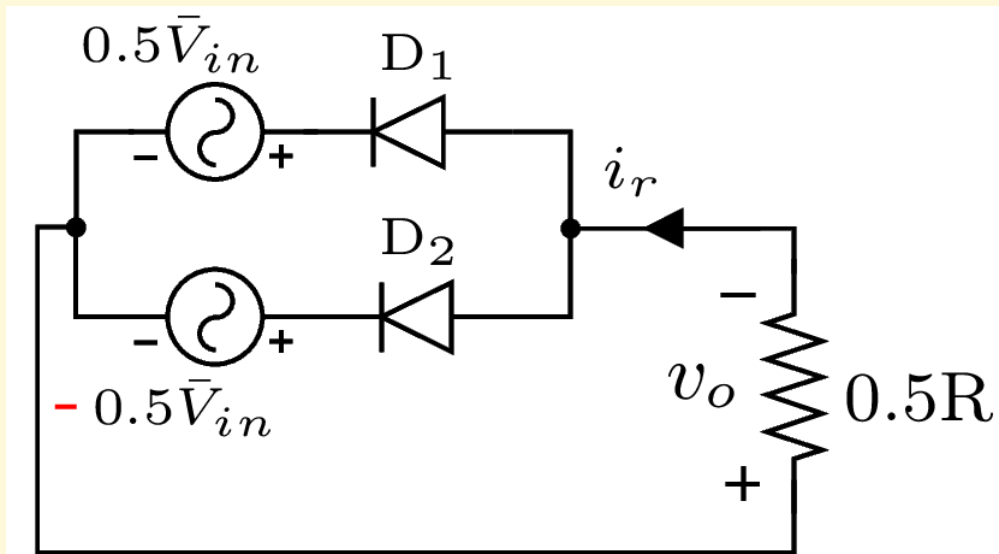 0.5V̄in
D1
- +
ir
D2
- +
- 0.5V̄in
-
vo
0.5R
+